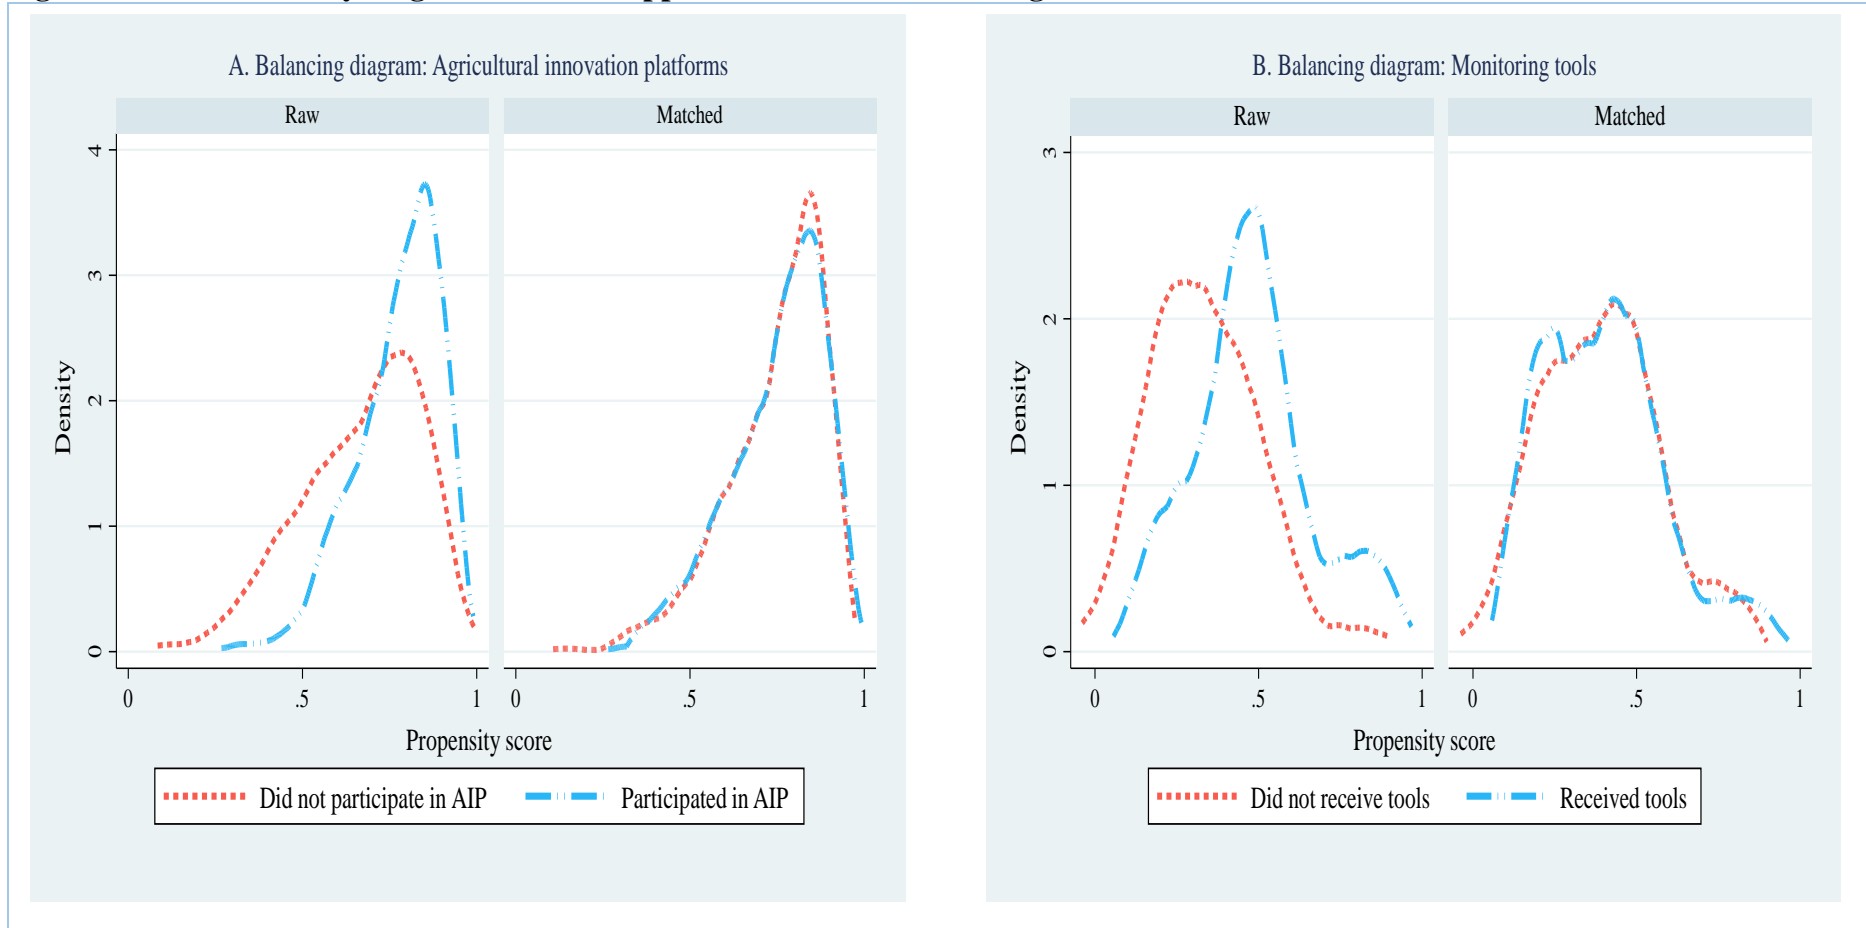 A. Balancing diagram: Agricultural innovation platforms
Raw
Matched
Density
0
1
2
3
4
0
.5
1
0
.5
1
Propensity score
Did not participate in AIP
Participated in AIP
B. Balancing diagram: Monitoring tools
Raw
Matched
Density
0
1
2
3
0
.5
1
0
.5
1
Propensity score
Did not receive tools
Received tools